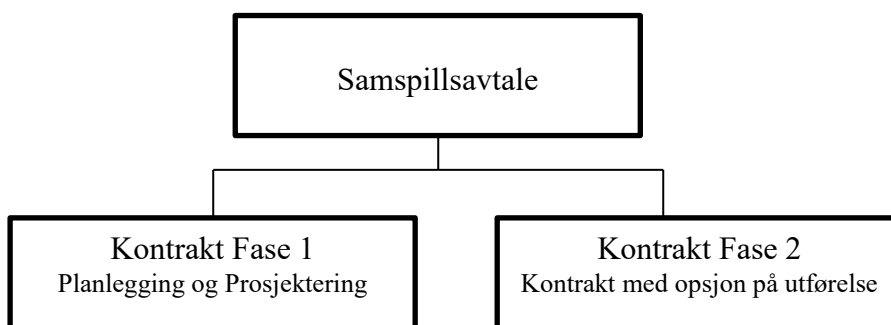 Samspillsavtale
Kontrakt Fase 1
Planlegging og Prosjektering
Kontrakt Fase 2
Kontrakt med opsjon på utførelse